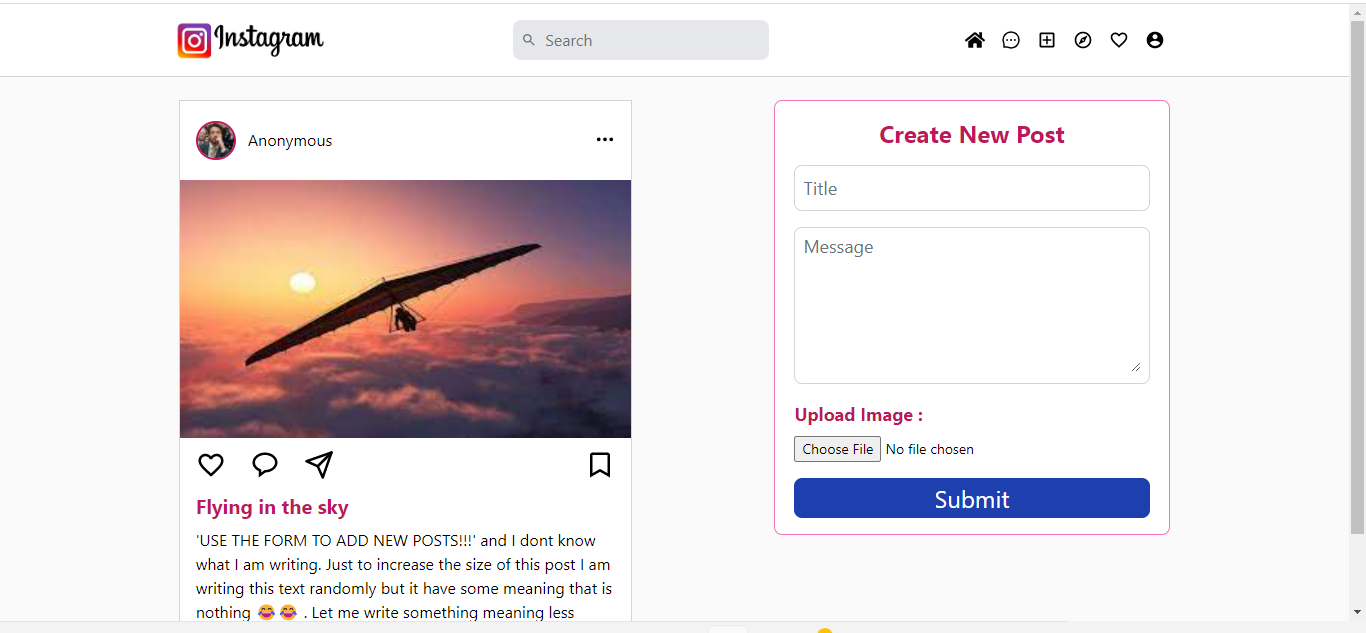 Instagram
Search
Anonymous
Flying in the sky
'USE THE FORM TO ADD NEW POSTS!!!' and I dont know
what I am writing. Just to increase the size of this post I am
writing this text randomly but it have some meaning that is
nothing 😂😂 . Let me write something meaning less
Create New Post
Title
Message
Upload Image :
Choose File No file chosen
Submit